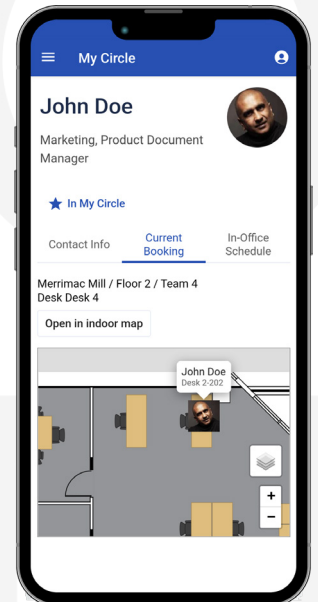 My Circle
John Doe
Marketing, Product Document
Manager
In My Circle
Contact Info
Current
Booking
In-Office
Schedule
Merrimac Mill / Floor 2 / Team 4
Desk Desk 4
Open in indoor map
John Doe
Desk 2-202
+
−